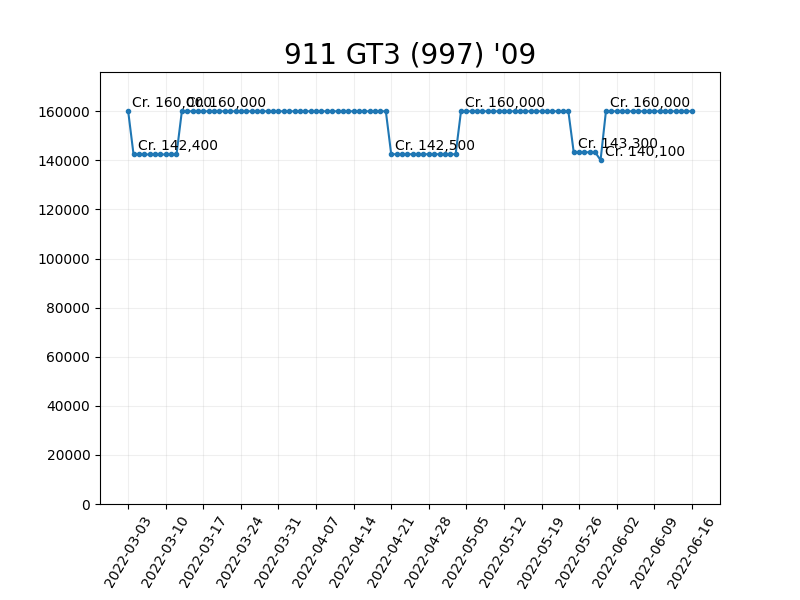 911 GT3 (997) '09
Cr. 160,000
Cr. 160,000
Cr. 160,000
Cr. 160,000
Cr. 142,400
Cr. 142,500
Cr. 143,300
Cr. 140,100
160000
140000
120000
100000
80000
60000
40000
20000
0
2022-03-03
2022-03-10
2022-03-17
2022-03-24
2022-03-31
2022-04-07
2022-04-14
2022-04-21
2022-04-28
2022-05-05
2022-05-12
2022-05-19
2022-05-26
2022-06-02
2022-06-09
2022-06-16